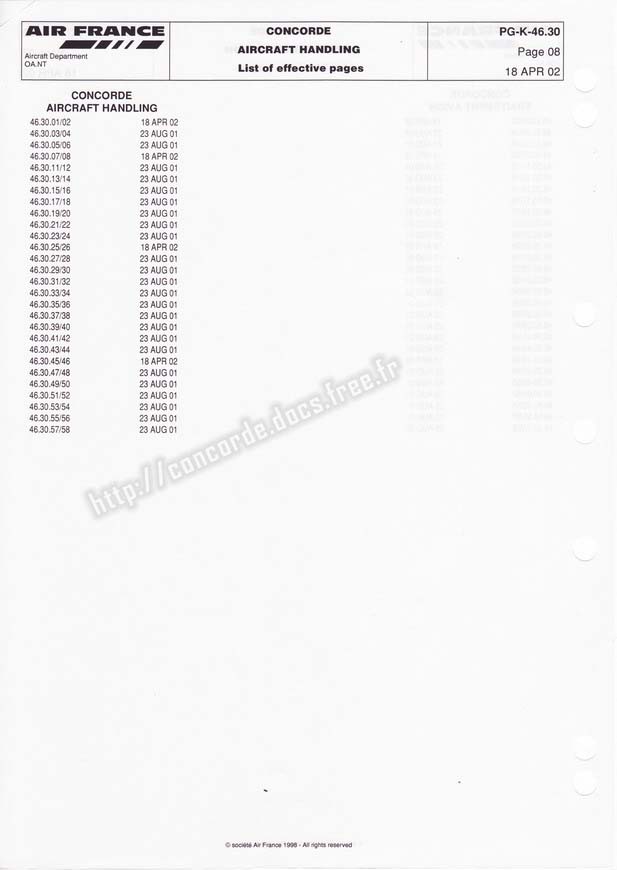 AIR FRANCE
Aircraft Department
OA.NT
CONCORDE
AIRCRAFT HANDLING
List of effective pages
PG-K-46.30
Page 08
18 APR 02
CONCORDE
AIRCRAFT HANDLING
46.30.01/02 18 APR 02
46.30.03/04 23 AUG 01
46.30.05/06 23 AUG 01
46.30.07/08 18 APR 02
46.30.11/12 23 AUG 01
46.30.13/14 23 AUG 01
46.30.15/16 23 AUG 01
46.30.17/18 23 AUG 01
46.30.19/20 23 AUG 01
46.30.21/22 23 AUG 01
46.30.23/24 23 AUG 01
46.30.25/26 18 APR 02
46.30.27/28 23 AUG 01
46.30.29/30 23 AUG 01
46.30.31/32 23 AUG 01
46.30.33/34 23 AUG 01
46.30.35/36 23 AUG 01
46.30.37/38 23 AUG 01
46.30.39/40 23 AUG 01
46.30.41/42 23 AUG 01
46.30.43/44 23 AUG 01
46.30.45/46 18 APR 02
46.30.47/48 23 AUG 01
46.30.49/50 23 AUG 01
46.30.51/52 23 AUG 01
46.30.53/54 23 AUG 01
46.30.55/56 23 AUG 01
46.30.57/58 23 AUG 01
http://concorde.docs.free.fr
© société Air France 1998 - All rights reserved